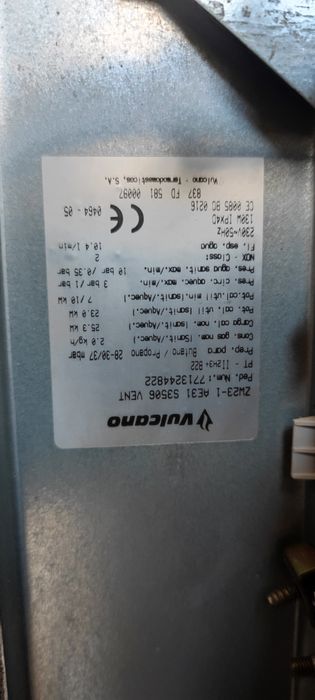 Vulcano
ZW23-1 AE31 S3506 VENT
Ped. Num.: 7713244822
- PT - II2H3+ B22
Prep. para Butano / Propano 28-30/37 mbar
Cons. gas nom. (Sanit./Aquec.) 2.0 kg/h
Carga cal. nom. (sanit./Aquec.) 25.3 kW
Pot. cal. util (sanit./Aquec.) 23.0 kW
Pot.cal.util min.(sanit/Aquec.) 7/10 kW
Pres. circ. aquec. max./min. 3 bar /1 bar
Pres. agua sanit. max./min. 10 bar /0.35 bar
NOX - Class: 2
Fl. esp. agua 10.4 l/min
230V~50Hz
130W IPX4D
CE 0085 BQ 0216 CE 0464 - 05
837 FD 581 00097
Vulcano - Termodomesticos, S.A.